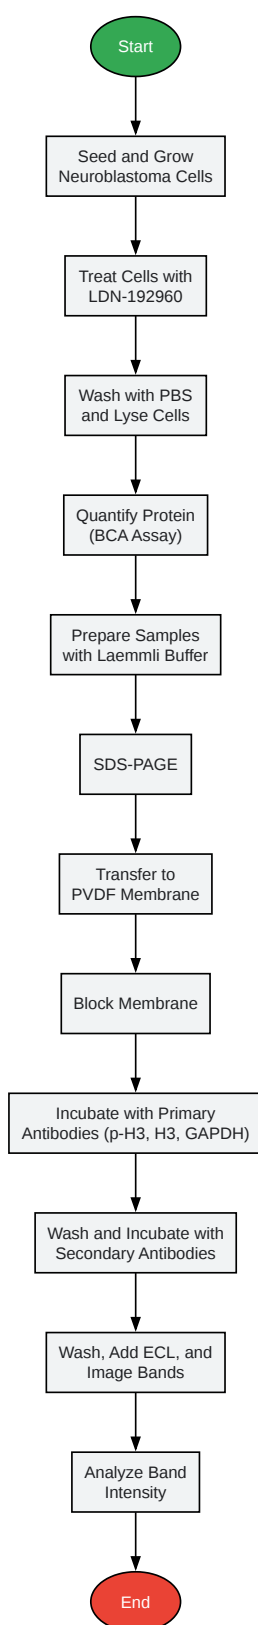 Start
Seed and Grow
Neuroblastoma Cells
Treat Cells with
LDN-192960
Wash with PBS
and Lyse Cells
Quantify Protein
(BCA Assay)
Prepare Samples
with Laemmli Buffer
SDS-PAGE
Transfer to
PVDF Membrane
Block Membrane
Incubate with Primary
Antibodies (p-H3, H3, GAPDH)
Wash and Incubate with
Secondary Antibodies
Wash, Add ECL, and
Image Bands
Analyze Band
Intensity
End